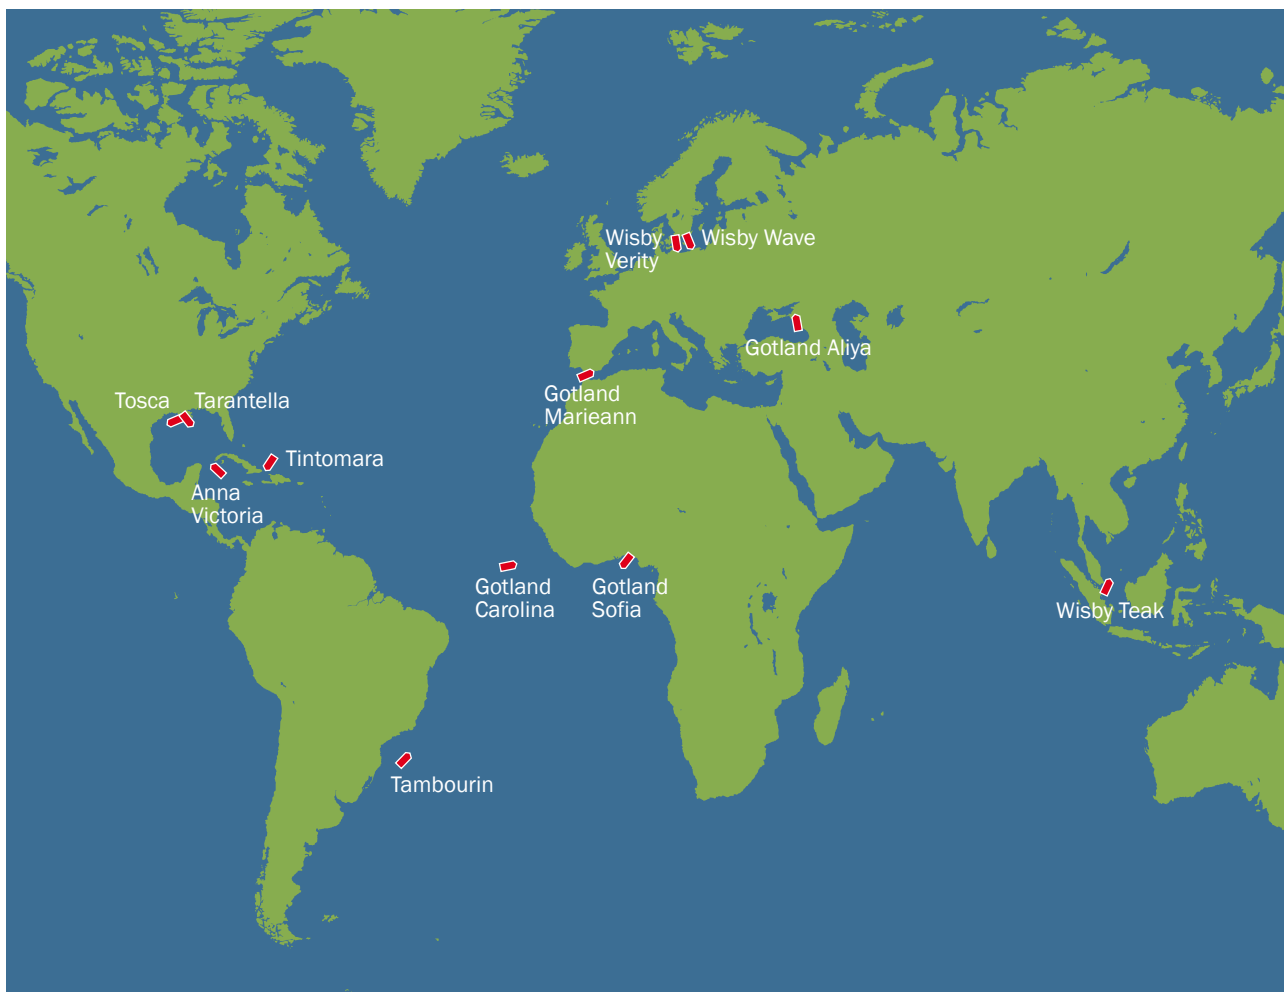 Wisby
Verity
Wisby Wave
Gotland Aliya
Gotland
Marieann
Tosca
Tarantella
Tintomara
Anna
Victoria
Gotland
Carolina
Gotland
Sofia
Wisby Teak
Tambourin